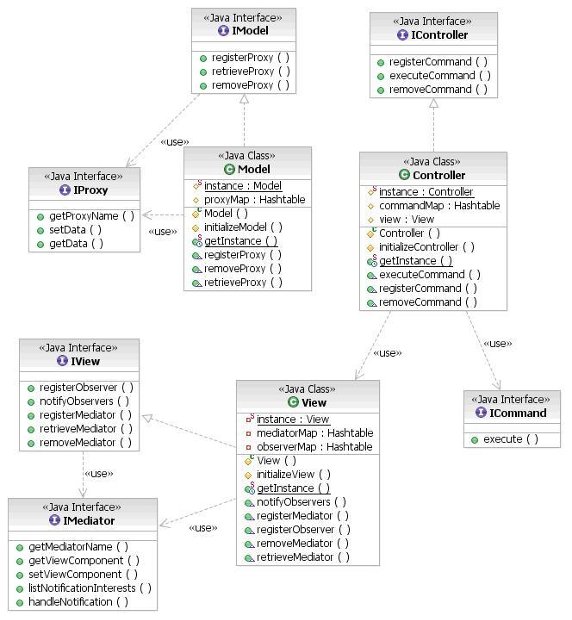 «Java Interface»
IModel
registerProxy ( )
retrieveProxy ( )
removeProxy ( )
«Java Interface»
IController
registerCommand ( )
executeCommand ( )
removeCommand ( )
«use»
«Java Interface»
IProxy
getProxyName ( )
setData ( )
getData ( )
«use»
«Java Class»
Model
instance : Model
proxyMap : Hashtable
Model ( )
initializeModel ( )
getInstance ( )
registerProxy ( )
removeProxy ( )
retrieveProxy ( )
«Java Class»
Controller
instance : Controller
commandMap : Hashtable
view : View
Controller ( )
initializeController ( )
getInstance ( )
executeCommand ( )
registerCommand ( )
removeCommand ( )
«use»
«use»
«Java Interface»
IView
registerObserver ( )
notifyObservers ( )
registerMediator ( )
retrieveMediator ( )
removeMediator ( )
«use»
«Java Class»
View
instance : View
mediatorMap : Hashtable
observerMap : Hashtable
View ( )
initializeView ( )
getInstance ( )
notifyObservers ( )
registerMediator ( )
registerObserver ( )
removeMediator ( )
retrieveMediator ( )
«Java Interface»
ICommand
execute ( )
«use»
«Java Interface»
IMediator
getMediatorName ( )
getViewComponent ( )
setViewComponent ( )
listNotificationInterests ( )
handleNotification ( )